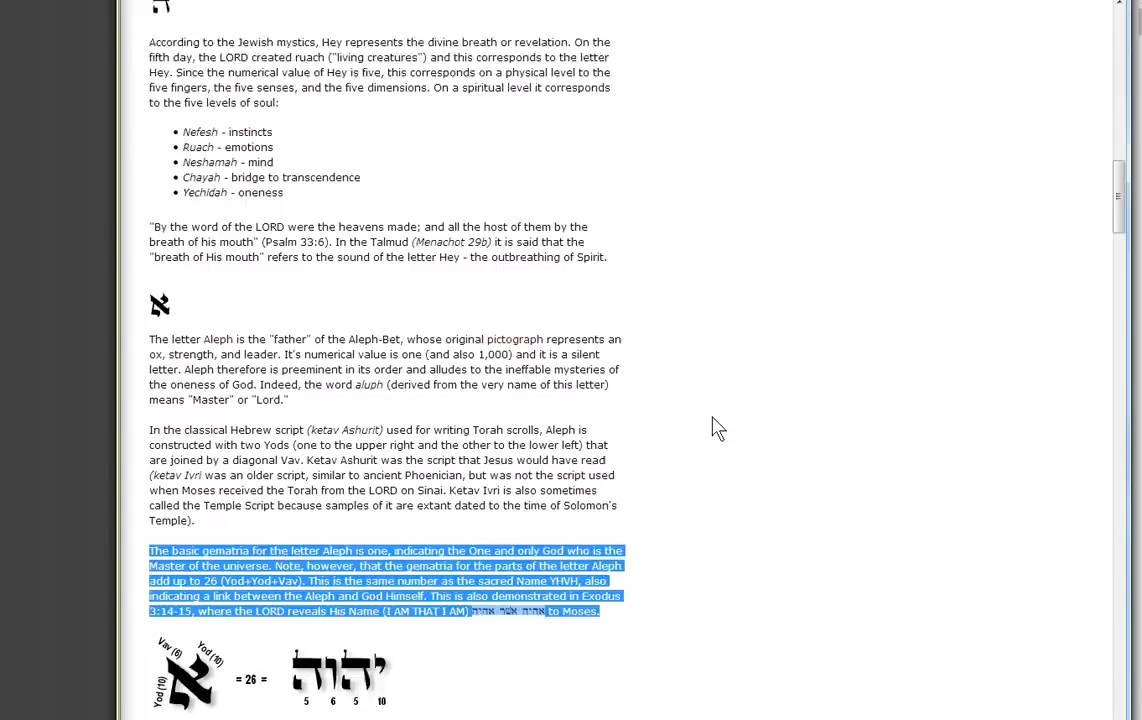 ה
According to the Jewish mystics, Hey represents the divine breath or revelation. On the
fifth day, the LORD created ruach ("living creatures") and this corresponds to the letter
Hey. Since the numerical value of Hey is five, this corresponds on a physical level to the
five fingers, the five senses, and the five dimensions. On a spiritual level it corresponds
to the five levels of soul:
• Nefesh - instincts
• Ruach - emotions
• Neshamah - mind
• Chayah - bridge to transcendence
• Yechidah - oneness
"By the word of the LORD were the heavens made; and all the host of them by the
breath of his mouth" (Psalm 33:6). In the Talmud (Menachot 29b) it is said that the
"breath of His mouth" refers to the sound of the letter Hey - the outbreathing of Spirit.
א
The letter Aleph is the "father" of the Aleph-Bet, whose original pictograph represents an
ox, strength, and leader. It's numerical value is one (and also 1,000) and it is a silent
letter. Aleph therefore is preeminent in its order and alludes to the ineffable mysteries of
the oneness of God. Indeed, the word aluph (derived from the very name of this letter)
means "Master" or "Lord."
In the classical Hebrew script (ketav Ashurit) used for writing Torah scrolls, Aleph is
constructed with two Yods (one to the upper right and the other to the lower left) that
are joined by a diagonal Vav. Ketav Ashurit was the script that Jesus would have read
(ketav Ivri was an older script, similar to ancient Phoenician, but was not the script used
when Moses received the Torah from the LORD on Sinai. Ketav Ivri is also sometimes
called the Temple Script because samples of it are extant dated to the time of Solomon's
Temple).
The basic gematria for the letter Aleph is one, indicating the One and only God who is the
Master of the universe. Note, however, that the gematria for the parts of the letter Aleph
add up to 26 (Yod+Yod+Vav). This is the same number as the sacred Name YHVH, also
indicating a link between the Aleph and God Himself. This is also demonstrated in Exodus
3:14-15, where the LORD reveals His Name (I AM THAT I AM) אהיה אשר אהיה to Moses.
Vav (6) Yod (10)
Yod (10) א = 26 = יהוה
5 6 5 10